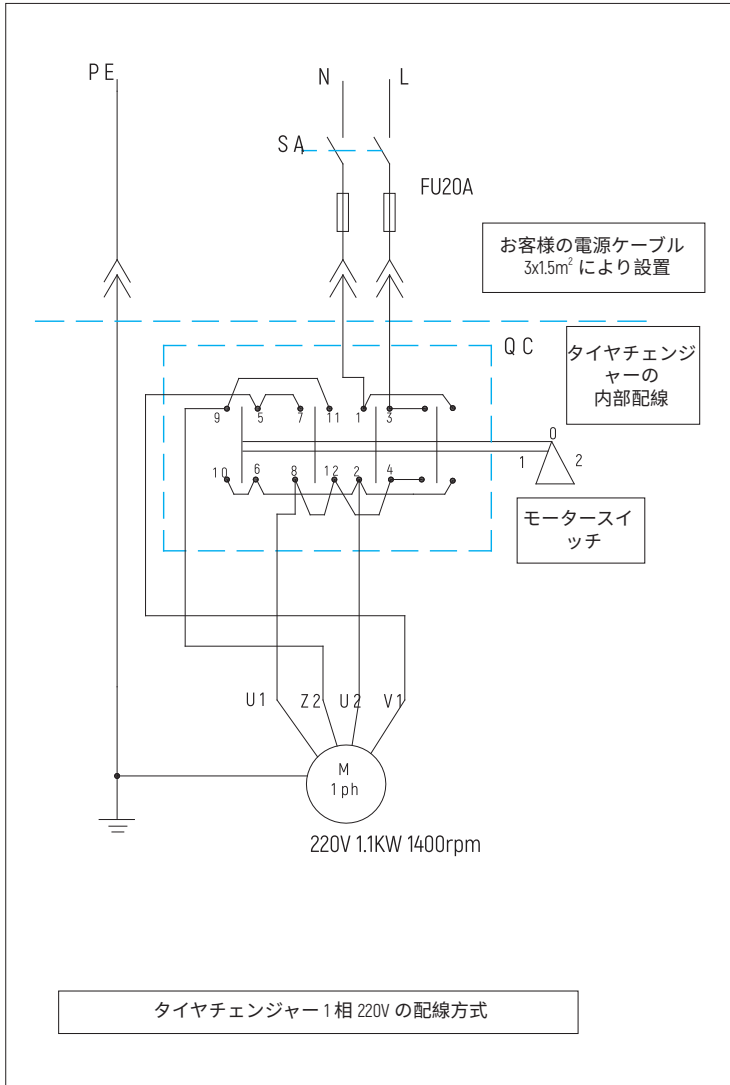 PE
N L
SA
FU20A
お客様の電源ケーブル
3x1.5m² により設置
QC
タイヤチェンジ
ャーの
内部配線
9 5 7 11 1 3
0
1 2
10 6 8 12 2 4
モータースイ
ッチ
U1 Z2 U2 V1
M
1 ph
220V 1.1KW 1400rpm
タイヤチェンジャー 1 相 220V の配線方式